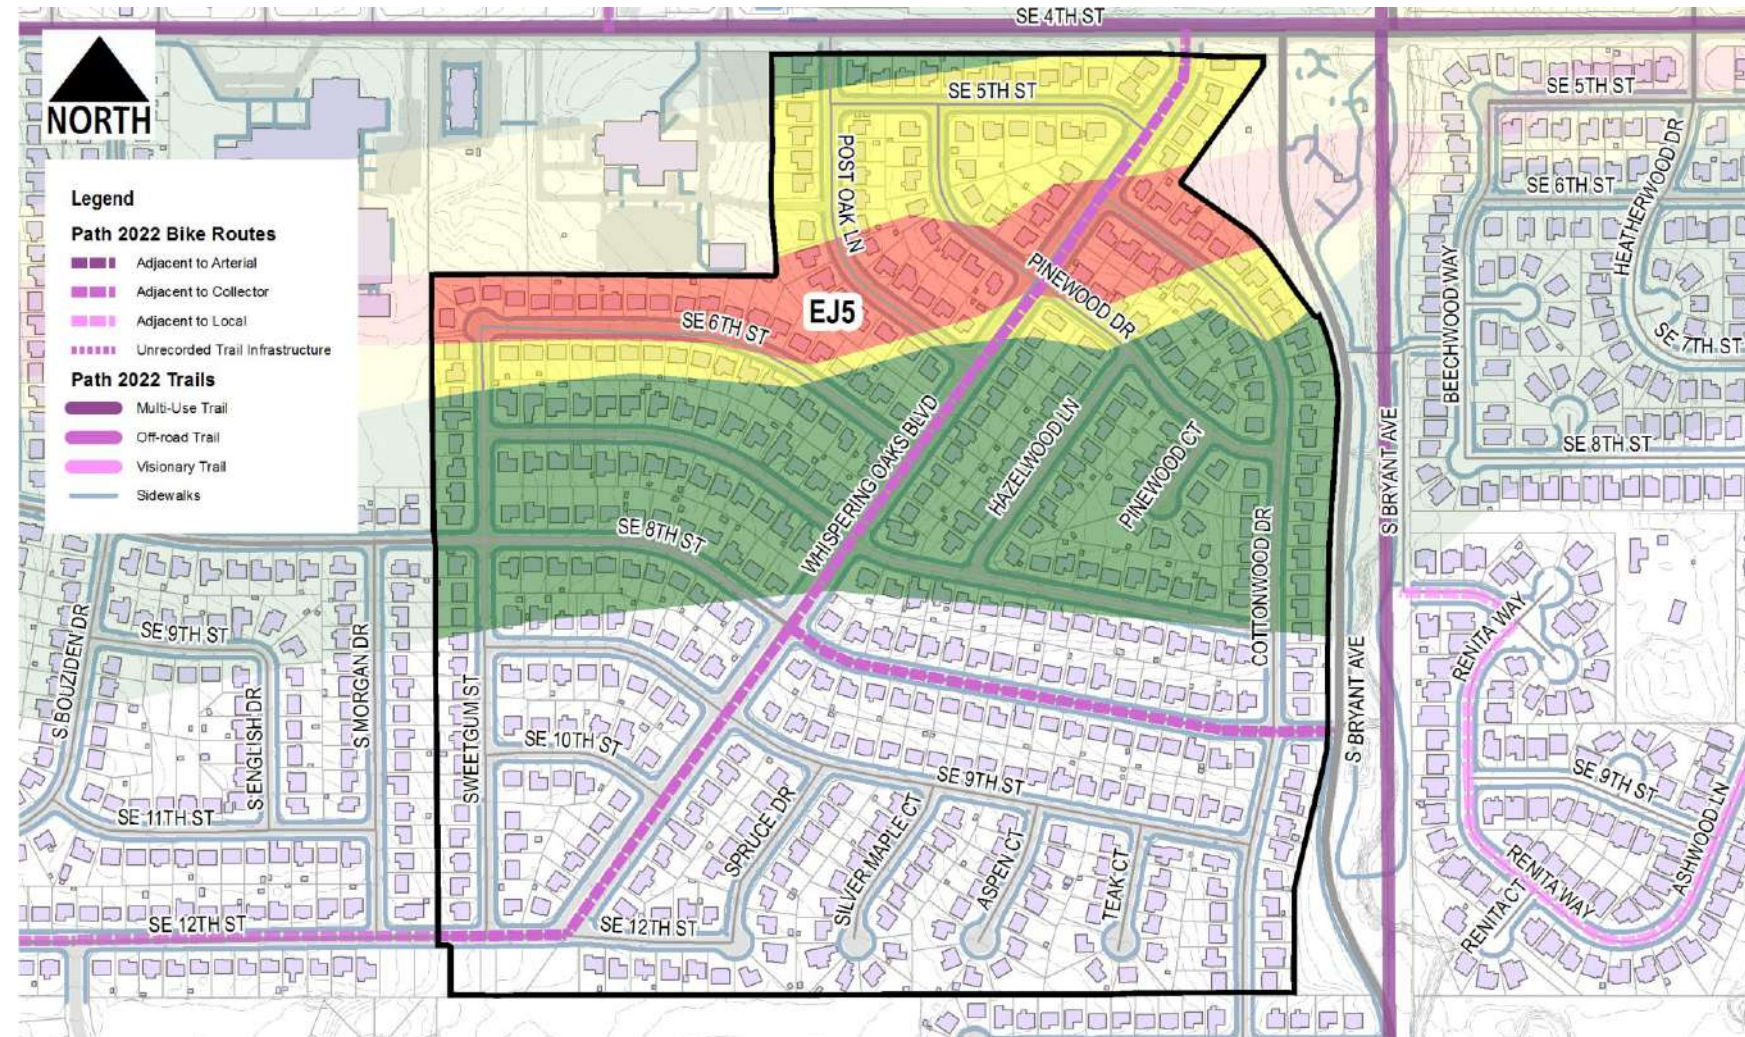 SE 4TH ST
NORTH
SE 5TH ST
SE 5TH ST
POST OAK LN
HEATHERWOOD DR
SE 6TH ST
PINEWOOD DR
BEECHWOOD WAY
EJ5
SE 6TH ST
SE 7TH ST
Legend
Path 2022 Bike Routes
Adjacent to Arterial
Adjacent to Collector
Adjacent to Local
Unrecorded Trail Infrastructure
Path 2022 Trails
Multi-Use Trail
Off-road Trail
Visionary Trail
Sidewalks
WHISPERING OAKS BLVD
HAZELWOOD LN
PINEWOOD CT
S BRYANT AVE
SE 8TH ST
SE 8TH ST
COTTONWOOD DR
S BOUZIDEN DR
SE 9TH ST
S MORGAN DR
RENITA WAY
S ENGLISH DR
SWEETGUM ST
SE 10TH ST
S BRYANT AVE
SE 9TH ST
SE 9TH ST
SE 11TH ST
SPRUCE DR
SILVER MAPLE CT
ASPEN CT
TEAK CT
ASHWOOD LN
RENITA WAY
RENITA CT
SE 12TH ST
SE 12TH ST